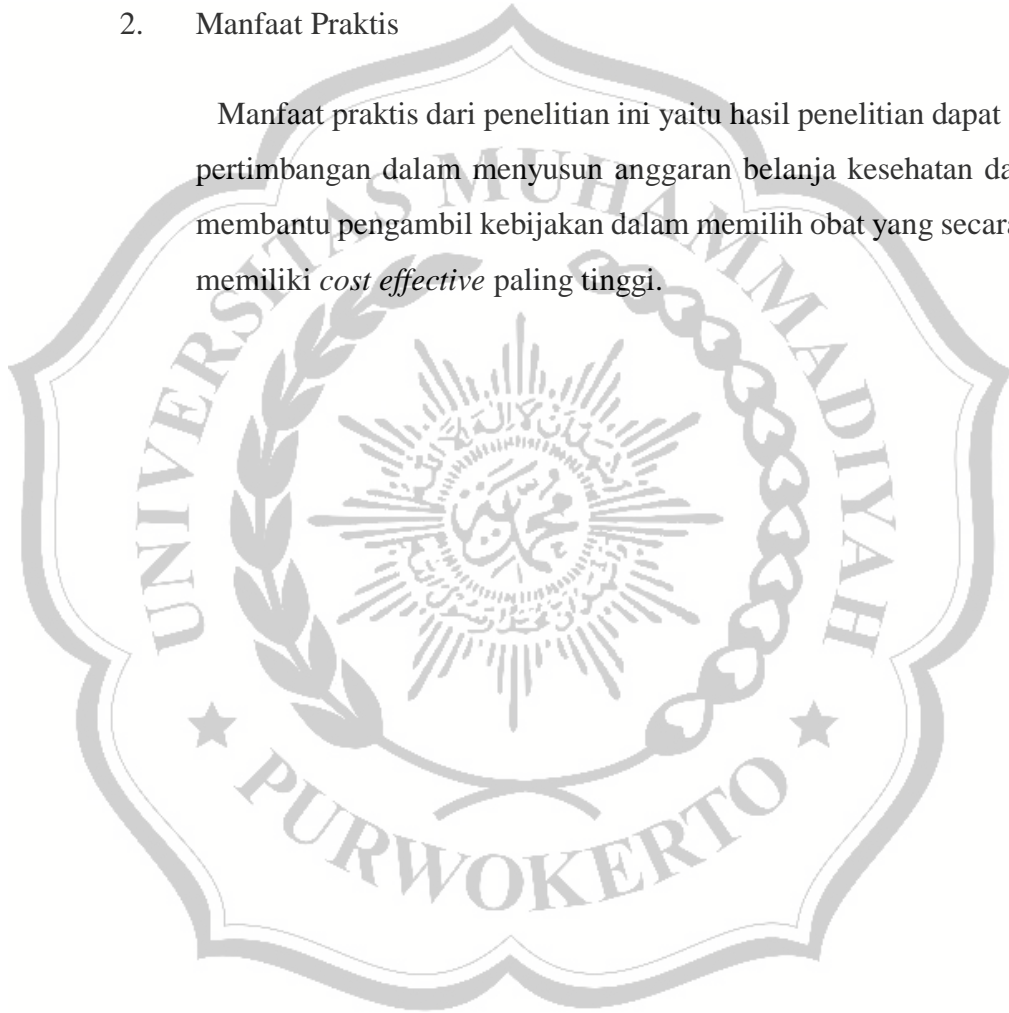 2. Manfaat Praktis
Manfaat praktis dari penelitian ini yaitu hasil penelitian dapat
pertimbangan dalam menyusun anggaran belanja kesehatan da
membantu pengambil kebijakan dalam memilih obat yang secara
memiliki cost effective paling tinggi.
UNIVERSITAS MUHAMMADIYAH
PURWOKERTO